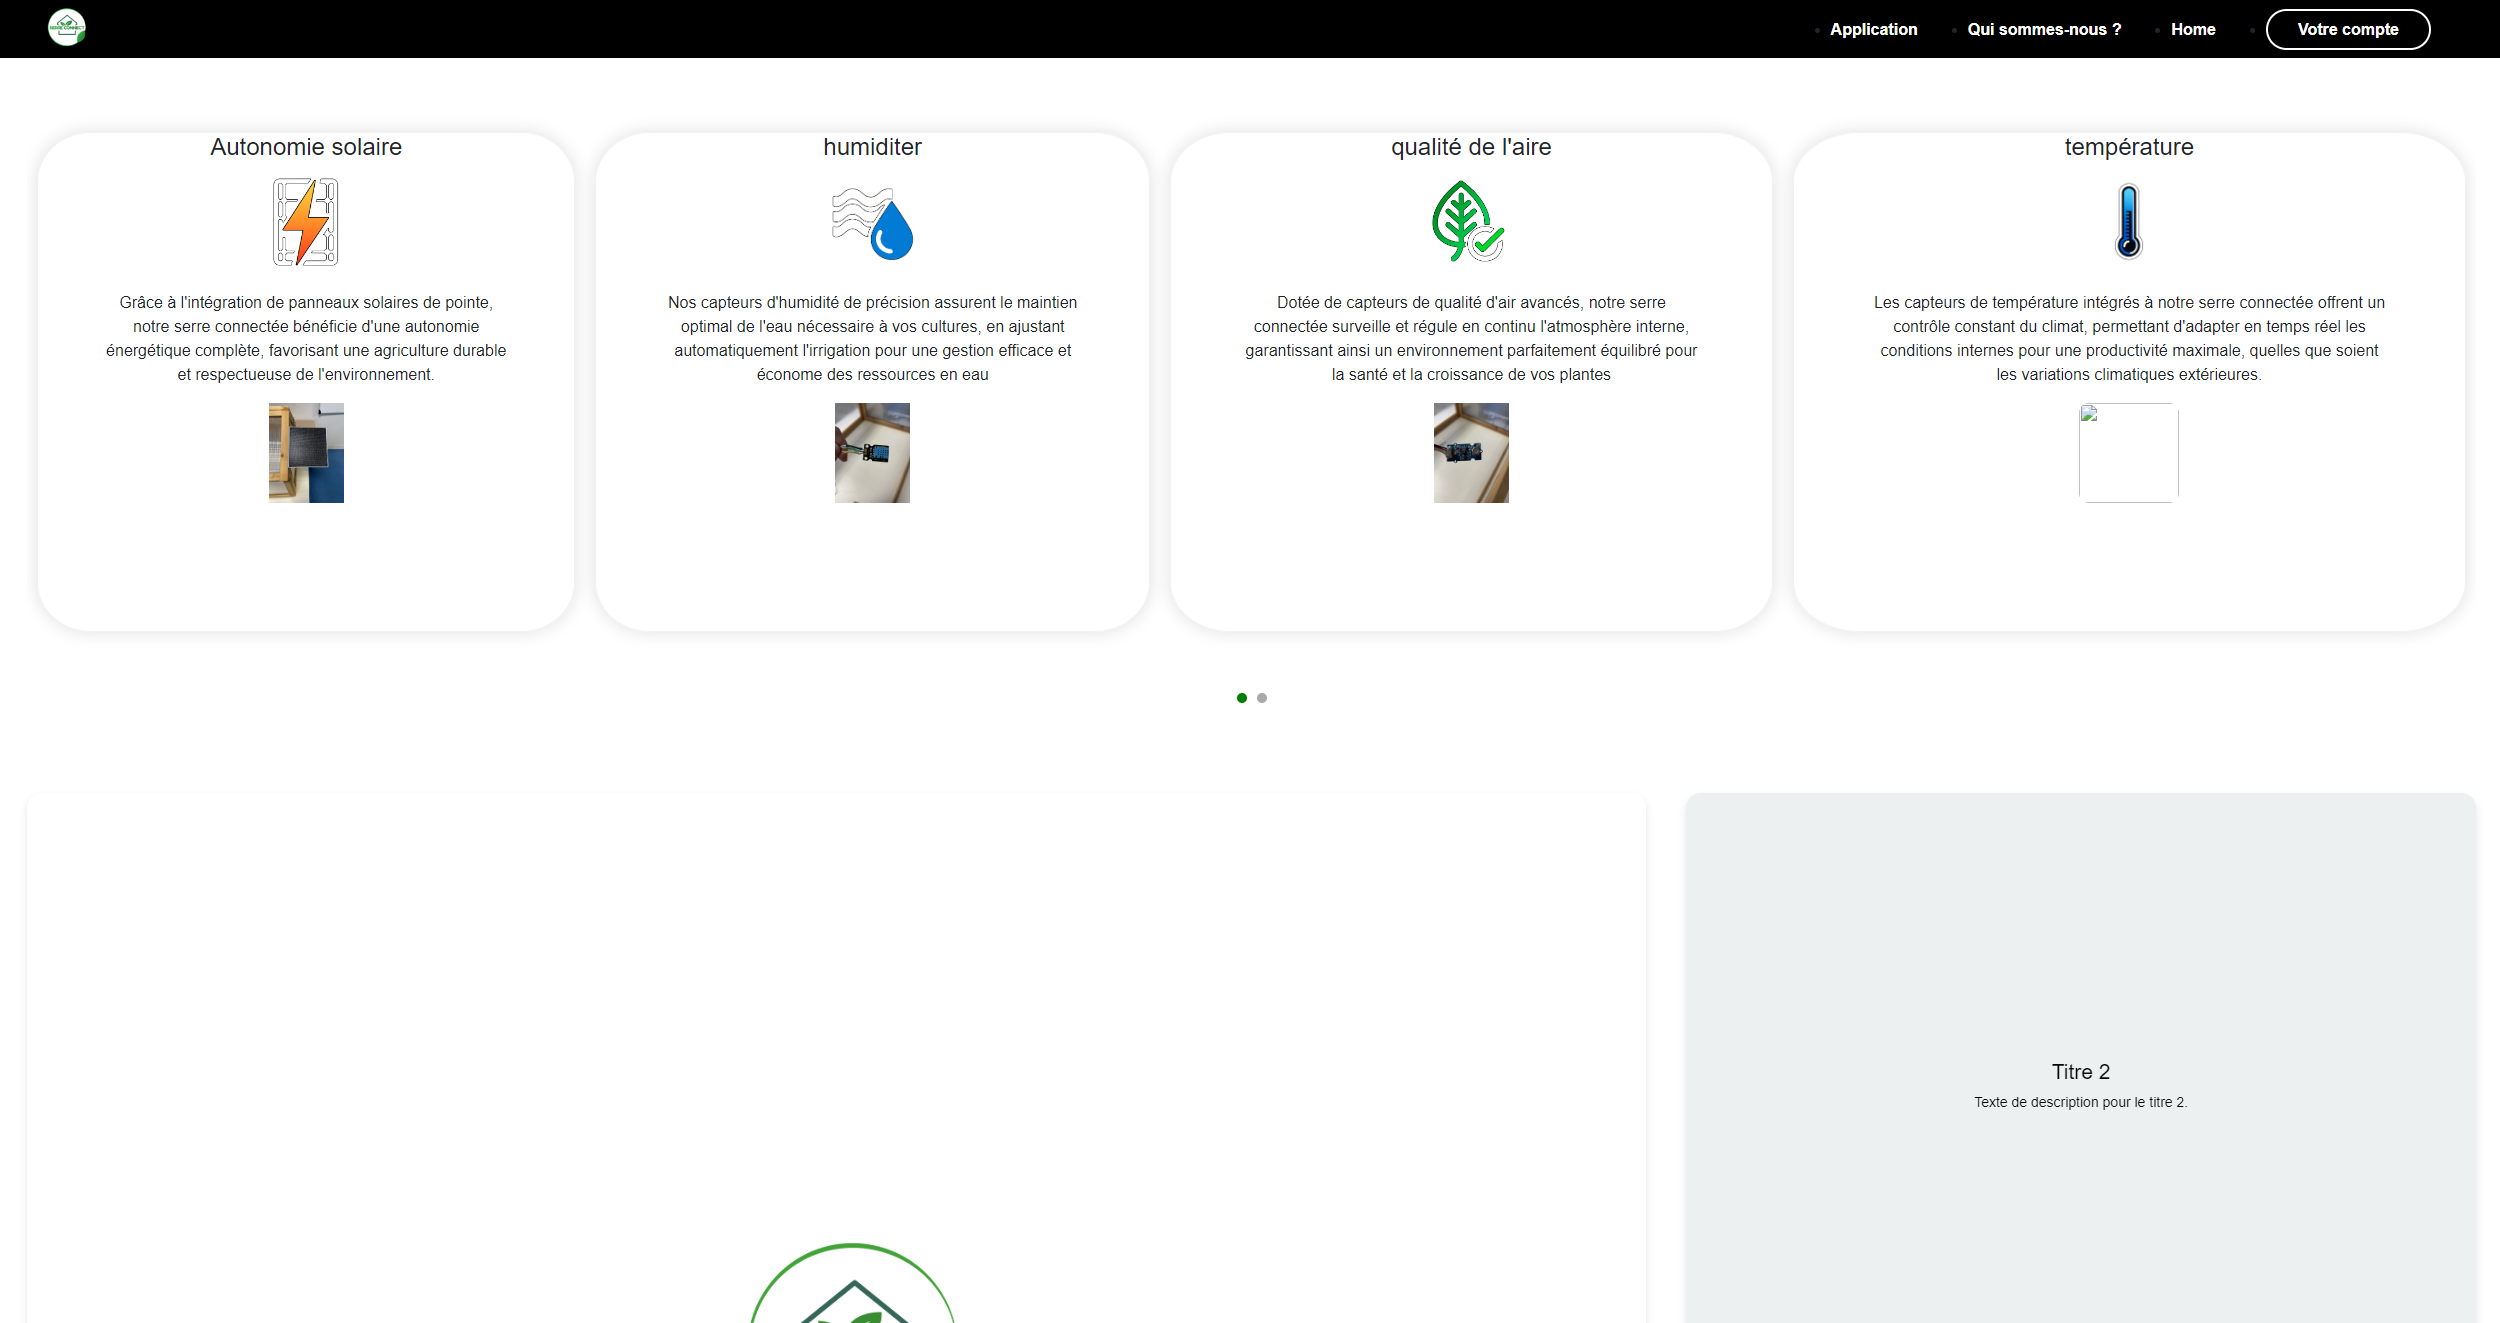 Application
Qui sommes-nous ?
Home
Votre compte
Autonomie solaire
Grâce à l'intégration de panneaux solaires de pointe,
notre serre connectée bénéficie d'une autonomie
énergétique complète, favorisant une agriculture durable
et respectueuse de l'environnement.
humiditer
Nos capteurs d'humidité de précision assurent le maintien
optimal de l'eau nécessaire à vos cultures, en ajustant
automatiquement l'irrigation pour une gestion efficace et
économe des ressources en eau
qualité de l'aire
Dotée de capteurs de qualité d'air avancés, notre serre
connectée surveille et régule en continu l'atmosphère interne,
garantissant ainsi un environnement parfaitement équilibré pour
la santé et la croissance de vos plantes
température
Les capteurs de température intégrés à notre serre connectée offrent un
contrôle constant du climat, permettant d'adapter en temps réel les
conditions internes pour une productivité maximale, quelles que soient
les variations climatiques extérieures.
Titre 2
Texte de description pour le titre 2.